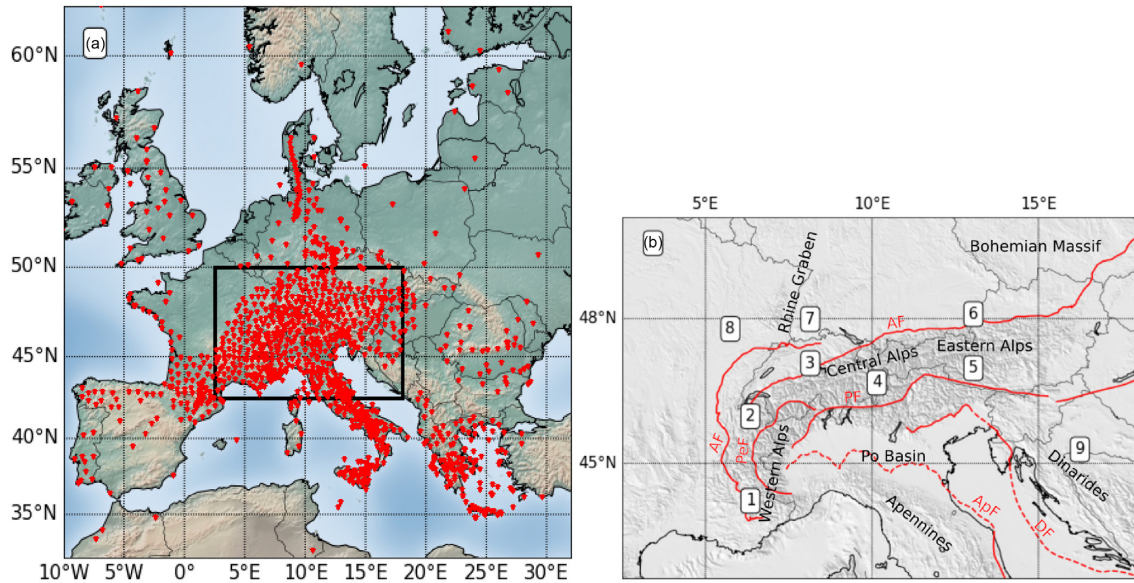 (a)
60°N
55°N
50°N
45°N
40°N
35°N
10°W 5°W 0°E 5°E 10°E 15°E 20°E 25°E 30°E
5°E 10°E 15°E
(b)
Bohemian Massif
Rhine Graben
48°N
8
7
6
AF
Eastern Alps
3
Central Alps
5
4
2
PF
AF
PeF
Western Alps
Po Basin
9
45°N
Dinarides
1
ApF
DF
Apennines